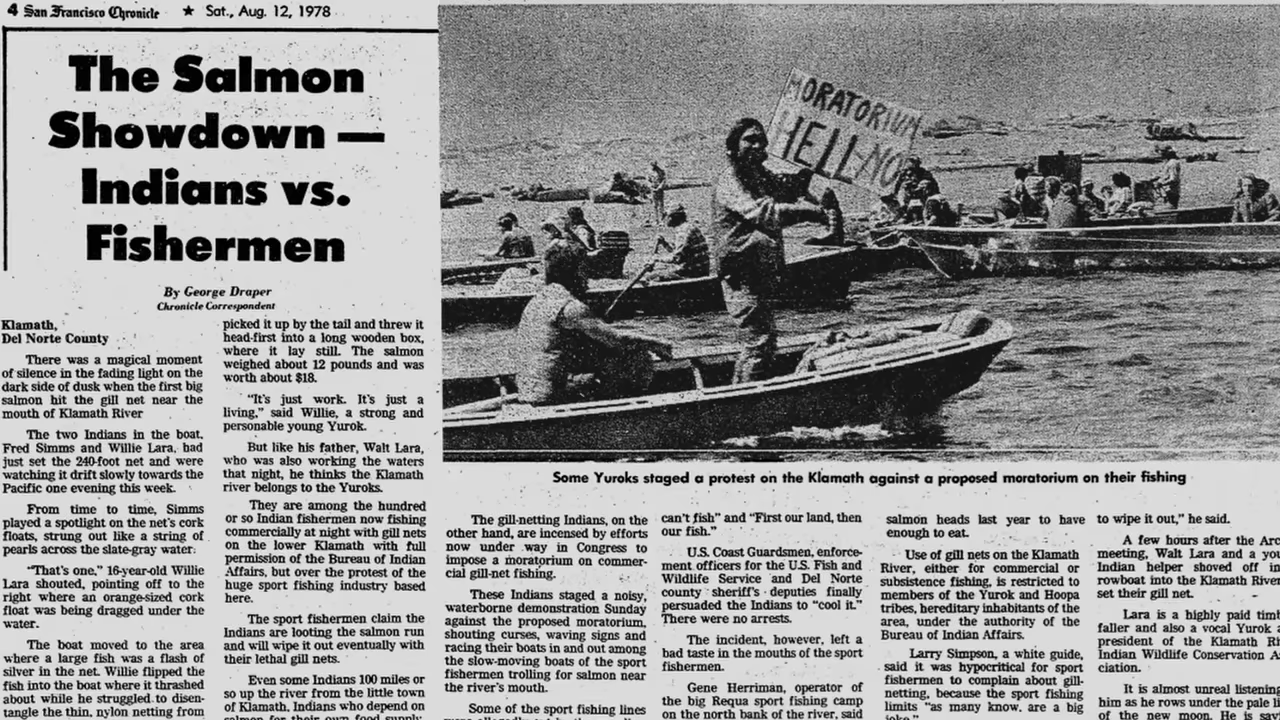 4 San Francisco Chronicle ★ Sat., Aug. 12, 1978
The Salmon
Showdown —
Indians vs.
Fishermen
By George Draper
Chronicle Correspondent
Klamath,
Del Norte County
There was a magical moment
of silence in the fading light on the
dark side of dusk when the first big
salmon hit the gill net near the
mouth of Klamath River
The two Indians in the boat,
Fred Simms and Willie Lara, had
just set the 240-foot net and were
watching it drift slowly towards the
Pacific one evening this week.
From time to time, Simms
played a spotlight on the net's cork
floats, strung out like a string of
pearls across the slate-gray water.
"That's one," 16-year-old Willie
Lara shouted, pointing off to the
right where an orange-sized cork
float was being dragged under the
water.
The boat moved to the area
where a large fish was a flash of
silver in the net. Willie flipped the
fish into the boat where it thrashed
about while he struggled to disen-
tangle the thin, nylon netting from
picked it up by the tail and threw it
head-first into a long wooden box,
where it lay still. The salmon
weighed about 12 pounds and was
worth about $18.
"It's just work. It's just a
living," said Willie, a strong and
personable young Yurok.
But like his father, Walt Lara,
who was also working the waters
that night, he thinks the Klamath
river belongs to the Yuroks.
They are among the hundred
or so Indian fishermen now fishing
commercially at night with gill nets
on the lower Klamath with full
permission of the Bureau of Indian
Affairs, but over the protest of the
huge sport fishing industry based
here.
The sport fishermen claim the
Indians are looting the salmon run
and will wipe it out eventually with
their lethal gill nets.
Even some Indians 100 miles or
so up the river from the little town
of Klamath, Indians who depend on
salmon for their own food supply,
MORATORIUM
HELL-NO
Some Yuroks staged a protest on the Klamath against a proposed moratorium on their fishing
The gill-netting Indians, on the
other hand, are incensed by efforts
now under way in Congress to
impose a moratorium on commer-
cial gill-net fishing.
These Indians staged a noisy,
waterborne demonstration Sunday
against the proposed moratorium,
shouting curses, waving signs and
racing their boats in and out among
the slow-moving boats of the sport
fishermen trolling for salmon near
the river's mouth.
Some of the sport fishing lines
can't fish" and "First our land, then
our fish."
U.S. Coast Guardsmen, enforce-
ment officers for the U.S. Fish and
Wildlife Service and Del Norte
county sheriff's deputies finally
persuaded the Indians to "cool it."
There were no arrests.
The incident, however, left a
bad taste in the mouths of the sport
fishermen.
Gene Herriman, operator of
the big Requa sport fishing camp
on the north bank of the river, said
salmon heads last year to have
enough to eat.
Use of gill nets on the Klamath
River, either for commercial or
subsistence fishing, is restricted to
members of the Yurok and Hoopa
tribes, hereditary inhabitants of the
area, under the authority of the
Bureau of Indian Affairs.
Larry Simpson, a white guide,
said it was hypocritical for sport
fishermen to complain about gill-
netting, because the sport fishing
limits "as many know. are a big
joke."
to wipe it out," he said.
A few hours after the Arc
meeting, Walt Lara and a yo
Indian helper shoved off in
rowboat into the Klamath River
set their gill net.
Lara is a highly paid timb
faller and also a vocal Yurok a
president of the Klamath Ri
Indian Wildlife Conservation A
ciation.
It is almost unreal listenin
him as he rows under the pale l
of the new moon. He is so